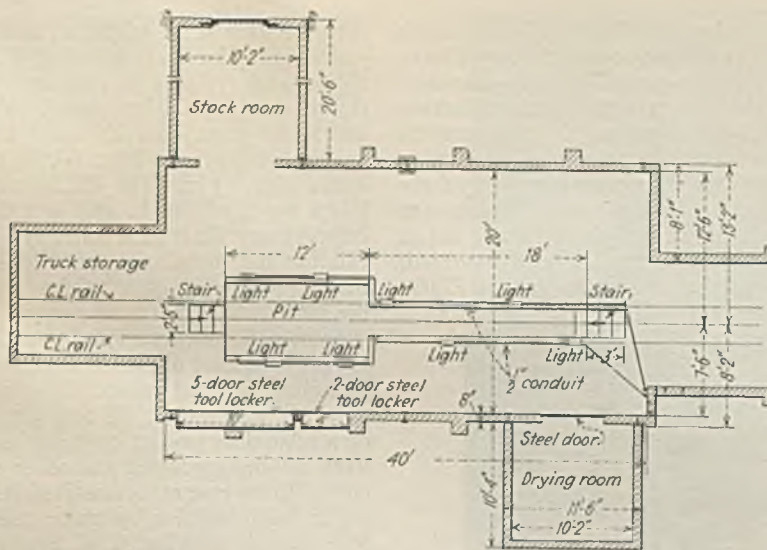 10'-2"
Stock room
20'-6"
12'
18'
20'
8'-1"
12'-6"
13'-2"
Truck storage
C.L. rail
Stair
Light
Light
Pit
Light
Light
Stair
2'-5"
C.L. rail
Light
Light
Light
Light
3'
1/2" conduit
7'-6"
8'-2"
5-door steel
tool locker
2-door steel
tool locker
8"
Steel door
40'
10'-4"
Drying room
11'-6"
10'-2"